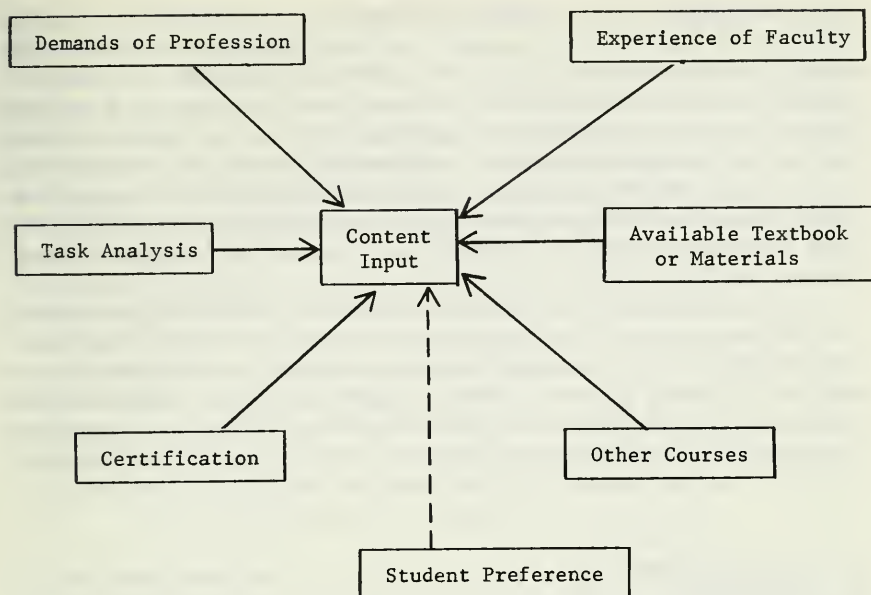 Demands of Profession
Experience of Faculty
Task Analysis
Content
Input
Available Textbook
or Materials
Certification
Other Courses
Student Preference